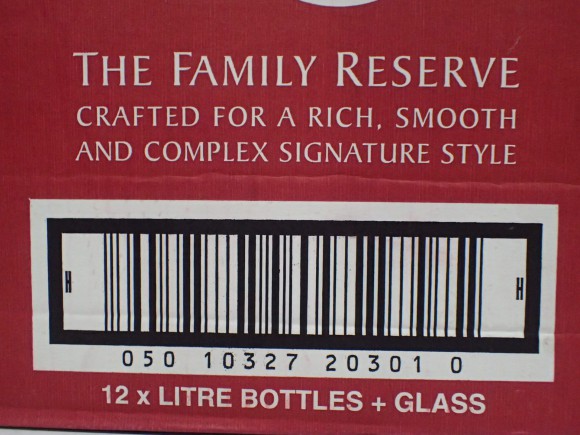 THE FAMILY RESERVE
CRAFTED FOR A RICH, SMOOTH
AND COMPLEX SIGNATURE STYLE
H H
050 10327 20301 0
12 x LITRE BOTTLES + GLASS